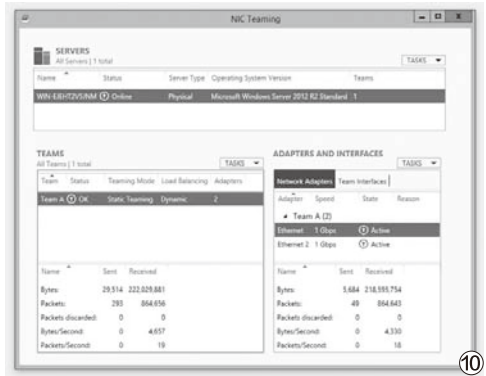 NIC Teaming
SERVERS
All Servers | 1 total
TASKS
Name Status Server Type Operating System Version Teams
Online Physical Microsoft Windows Server 2012 R2 Standard 1
TEAMS
All Teams | 1 total
TASKS
Team Status Teaming Mode Load Balancing Adapters
Team A OK Static Teaming Dynamic 2
Name Sent Received
Bytes: 29,514 222,029,881
Packets: 293 864,656
Packets discarded: 0 0
Bytes/Second: 0 4,657
Packets/Second: 0 19
ADAPTERS AND INTERFACES
TASKS
Network Adapters Team Interfaces
Adapter Speed State Reason
Team A (2)
Ethernet 1 Gbps Active
Ethernet 2 1 Gbps Active
Name Sent Received
Bytes: 5,684 218,595,754
Packets: 49 864,643
Packets discarded: 0 0
Bytes/Second: 0 4,330
Packets/Second: 0 18
10